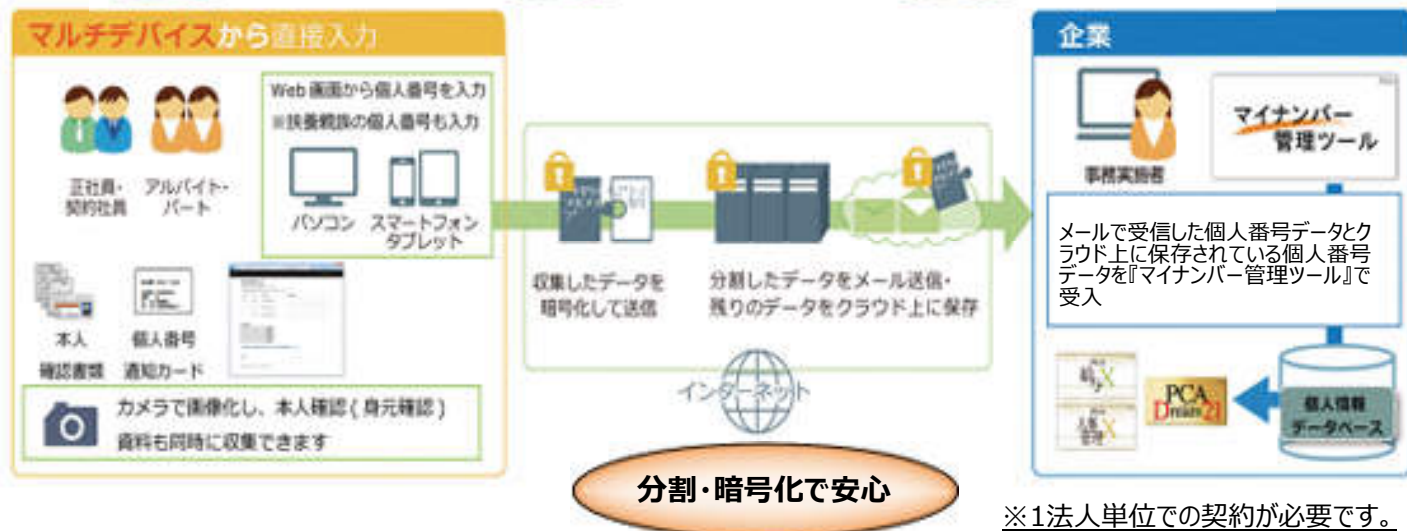 マルチデバイスから直接入力
Web 画面から個人番号を入力
※扶養親族の個人番号も入力
正社員・
契約社員
アルバイト・
パート
パソコン
スマートフォン
タブレット
本人
確認書類
個人番号
通知カード
カメラで画像化し、本人確認(身元確認)
資料も同時に収集できます
収集したデータを
暗号化して送信
分割したデータをメール送信・
残りのデータをクラウド上に保存
インターネット
分割・暗号化で安心
企業
事務実施者
マイナンバー
管理ツール
メールで受信した個人番号データとク
ラウド上に保存されている個人番号
データを『マイナンバー管理ツール』で
受入
給与X
人事
管理X
PCA
Dream21
個人情報
データベース
※1法人単位での契約が必要です。